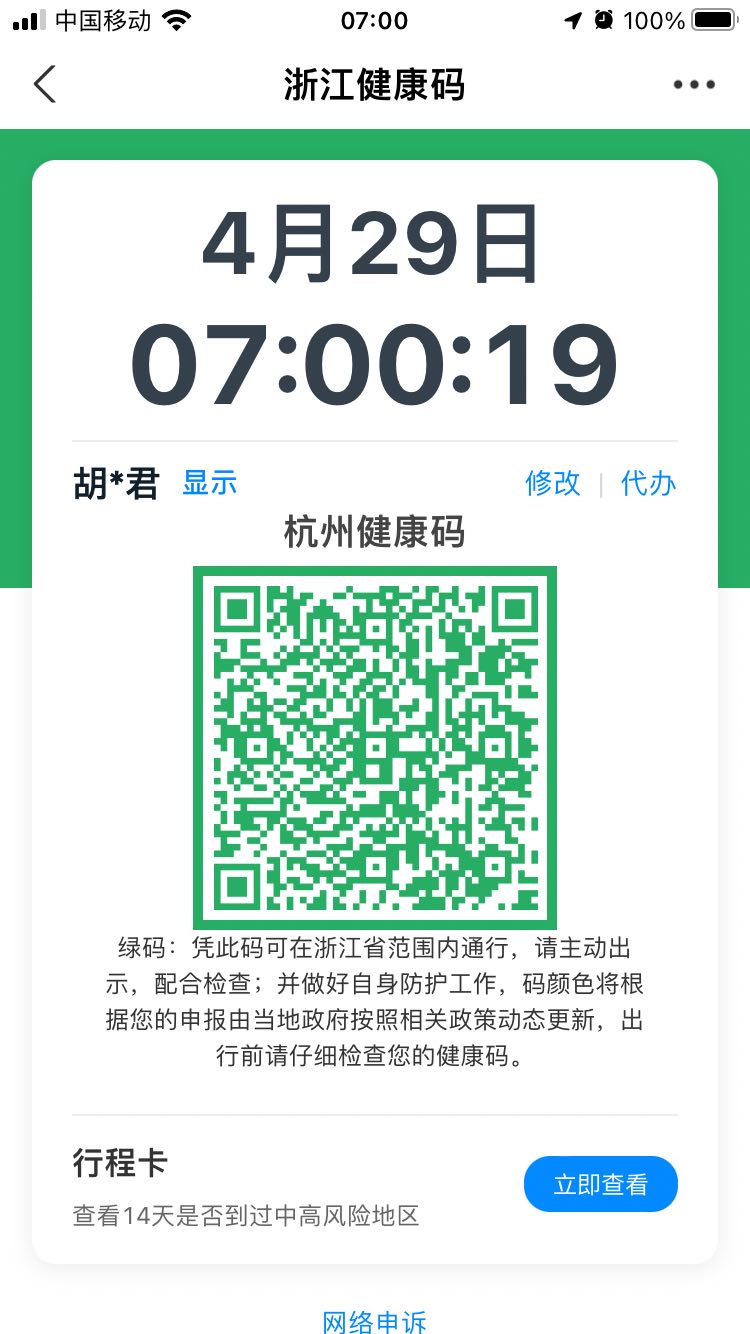 中国移动 07:00 100%
浙江健康码
4月29日
07:00:19
胡*君 显示 修改 | 代办
杭州健康码
绿码：凭此码可在浙江省范围内通行，请主动出
示，配合检查；并做好自身防护工作，码颜色将根
据您的申报由当地政府按照相关政策动态更新，出
行前请仔细检查您的健康码。
行程卡
立即查看
查看14天是否到过中高风险地区
网络申诉